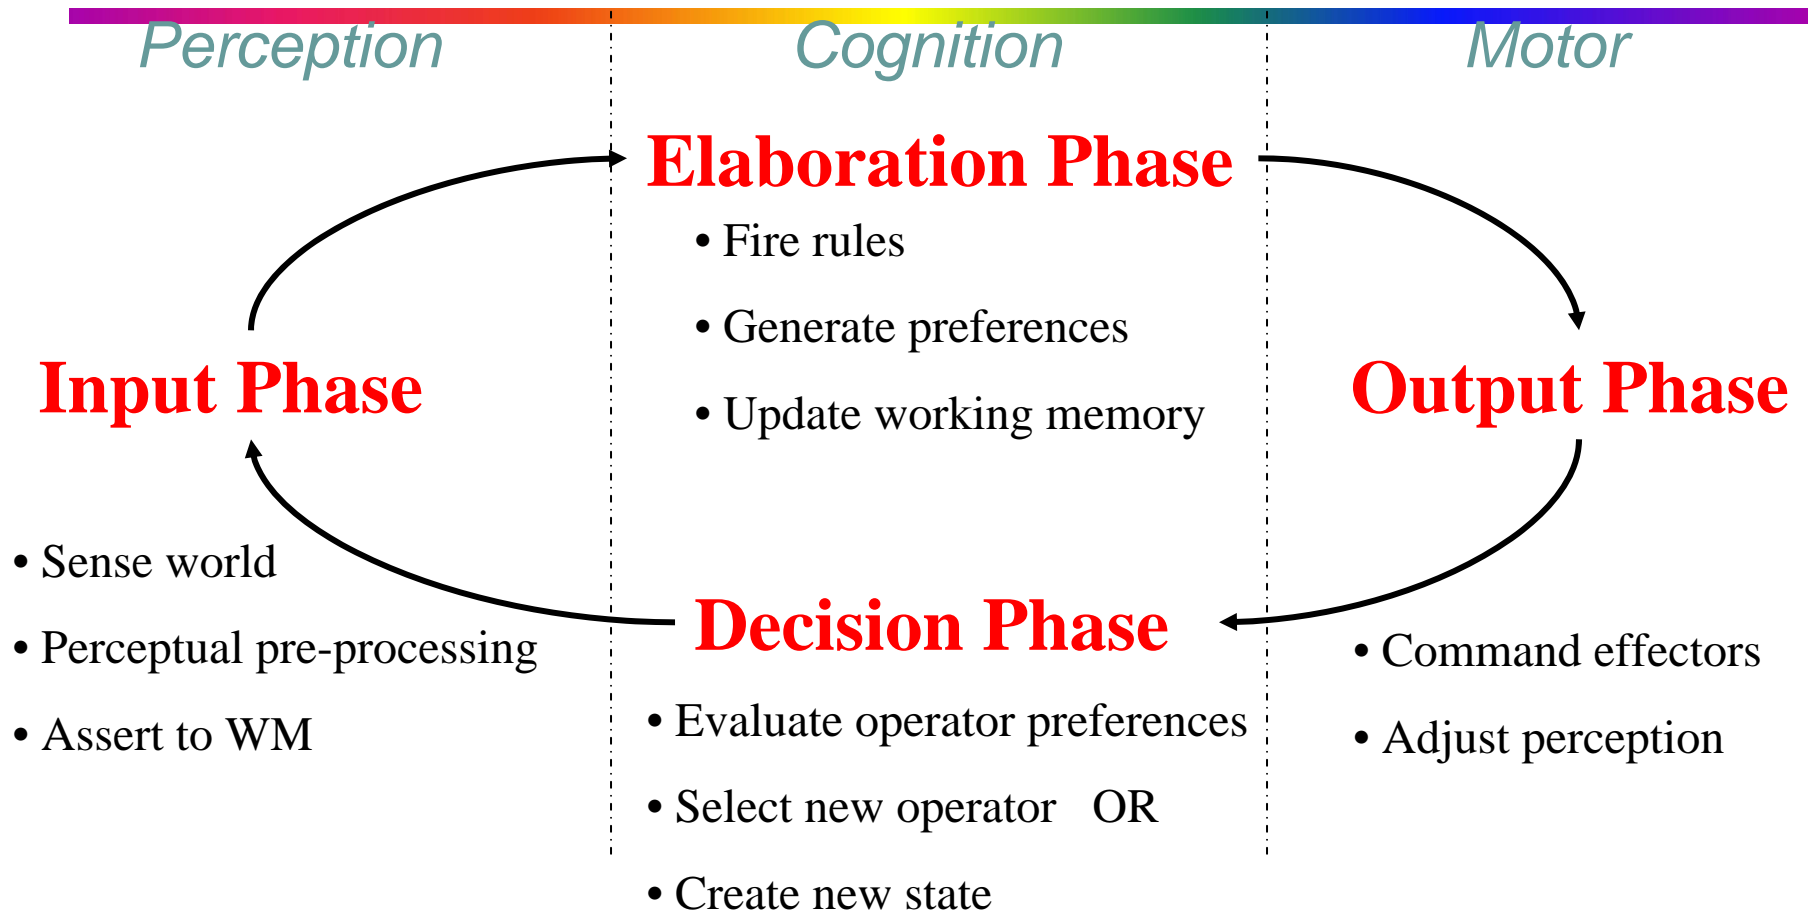 Perception
Cognition
Motor
Elaboration Phase
• Fire rules
• Generate preferences
• Update working memory
Input Phase
• Sense world
• Perceptual pre-processing
• Assert to WM
Output Phase
• Command effectors
• Adjust perception
Decision Phase
• Evaluate operator preferences
• Select new operator OR
• Create new state